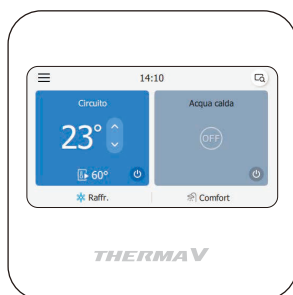 14:10
Circuito
Acqua calda
23°
OFF
60°
Raffr.
Comfort
THERMA V